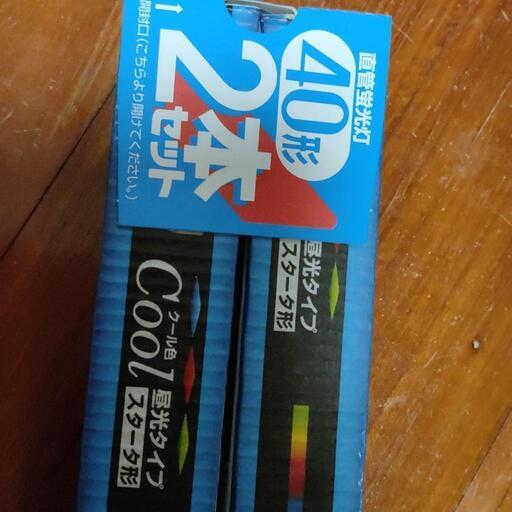 直管蛍光灯
40形
2本
セット
↑
開封口(こちらより開けてください。)
昼光タイプ
スタータ形
クール色
Cool
昼光タイプ
スタータ形